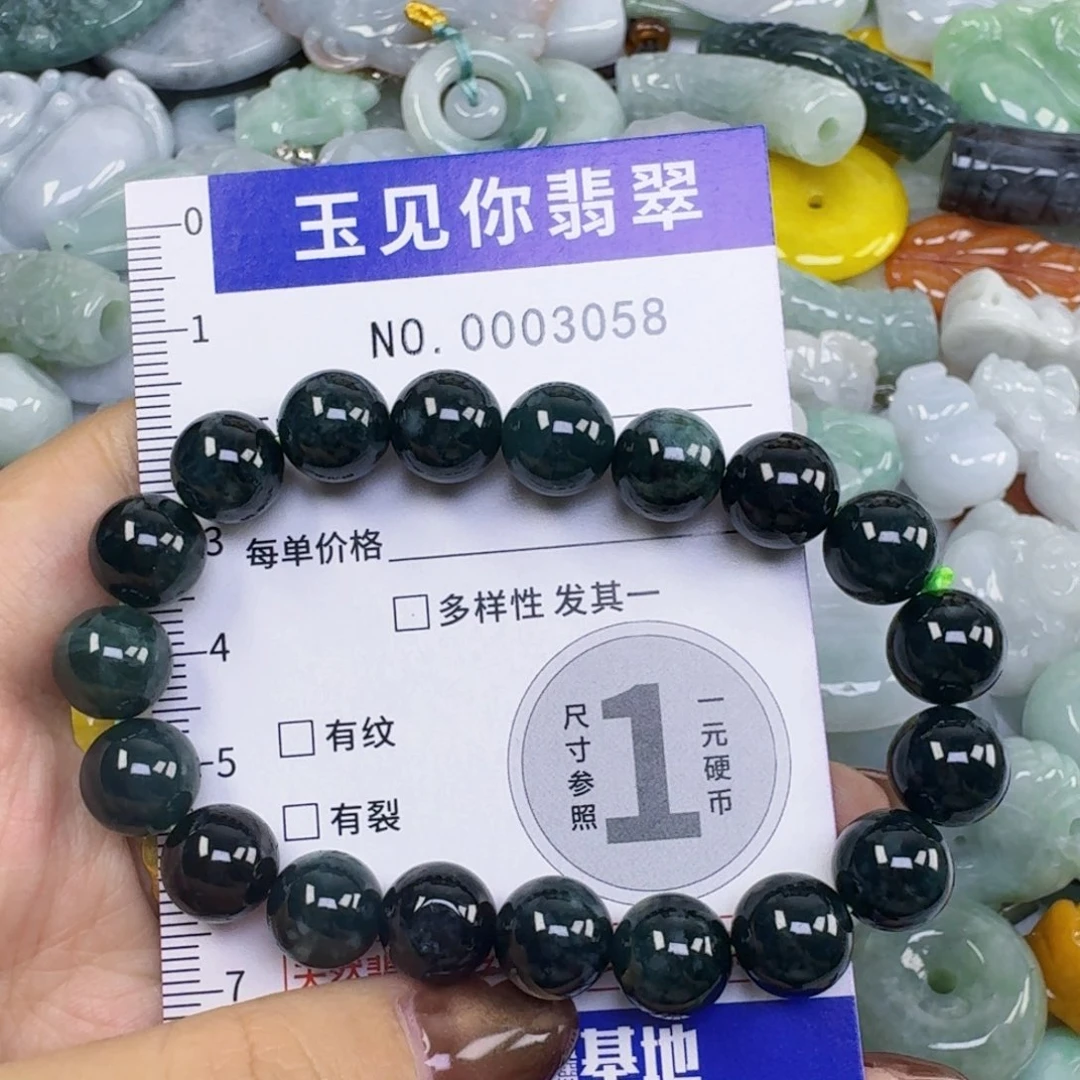 玉见你翡翠
0
NO. 0003058
1
3
每单价格
多样性 发其一
4
有纹
5
有裂
尺寸参照
1
一元硬币
7
基地